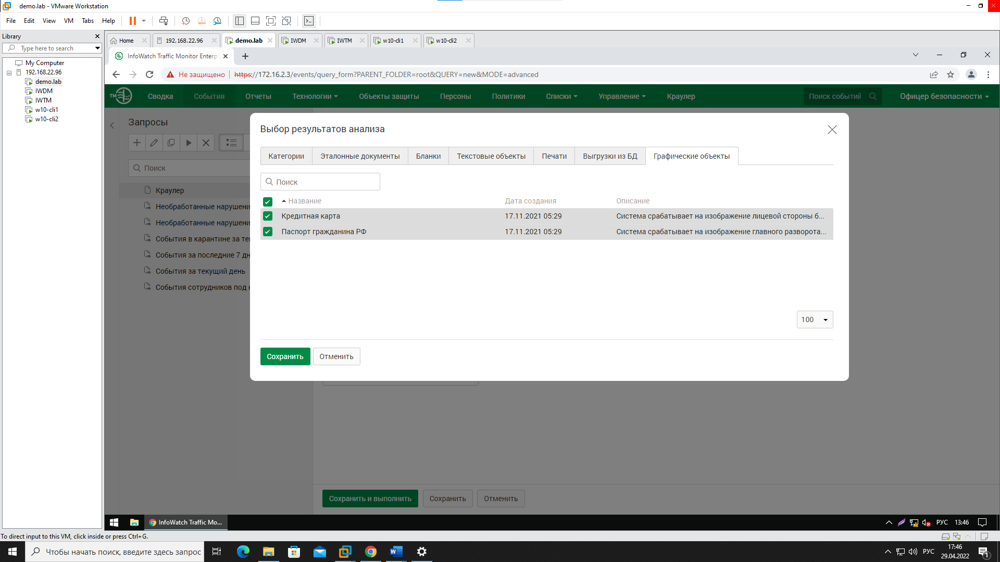 demo.lab - VMware Workstation
File Edit View VM Tabs Help
Library
Type here to search
My Computer
192.168.22.96
demo.lab
IWDM
IWTM
w10-cli1
w10-cli2
Home 192.168.22.96 demo.lab IWDM IWTM w10-cli1 w10-cli2
InfoWatch Traffic Monitor Enterp
Не защищено https://172.16.2.3/events/query_form?PARENT_FOLDER=root&QUERY=new&MODE=advanced
TM Сводка События Отчеты Технологии Объекты защиты Персоны Политики Списки Управление Краулер Поиск событий Офицер безопасности
Запросы
Поиск
Краулер
Необработанные нарушени
Необработанные нарушени
События в карантине за те
События за последние 7 дн
События за текущий день
События сотрудников под
Выбор результатов анализа
Категории Эталонные документы Бланки Текстовые объекты Печати Выгрузки из БД Графические объекты
Поиск
Название Дата создания Описание
Кредитная карта 17.11.2021 05:29 Система срабатывает на изображение лицевой стороны б...
Паспорт гражданина РФ 17.11.2021 05:29 Система срабатывает на изображение главного разворота...
100
Сохранить Отменить
Сохранить и выполнить Сохранить Отменить
InfoWatch Traffic Mo... РУС 13:46
To direct input to this VM, click inside or press Ctrl+G.
Чтобы начать поиск, введите здесь запрос
РУС 17:46
29.04.2022
1